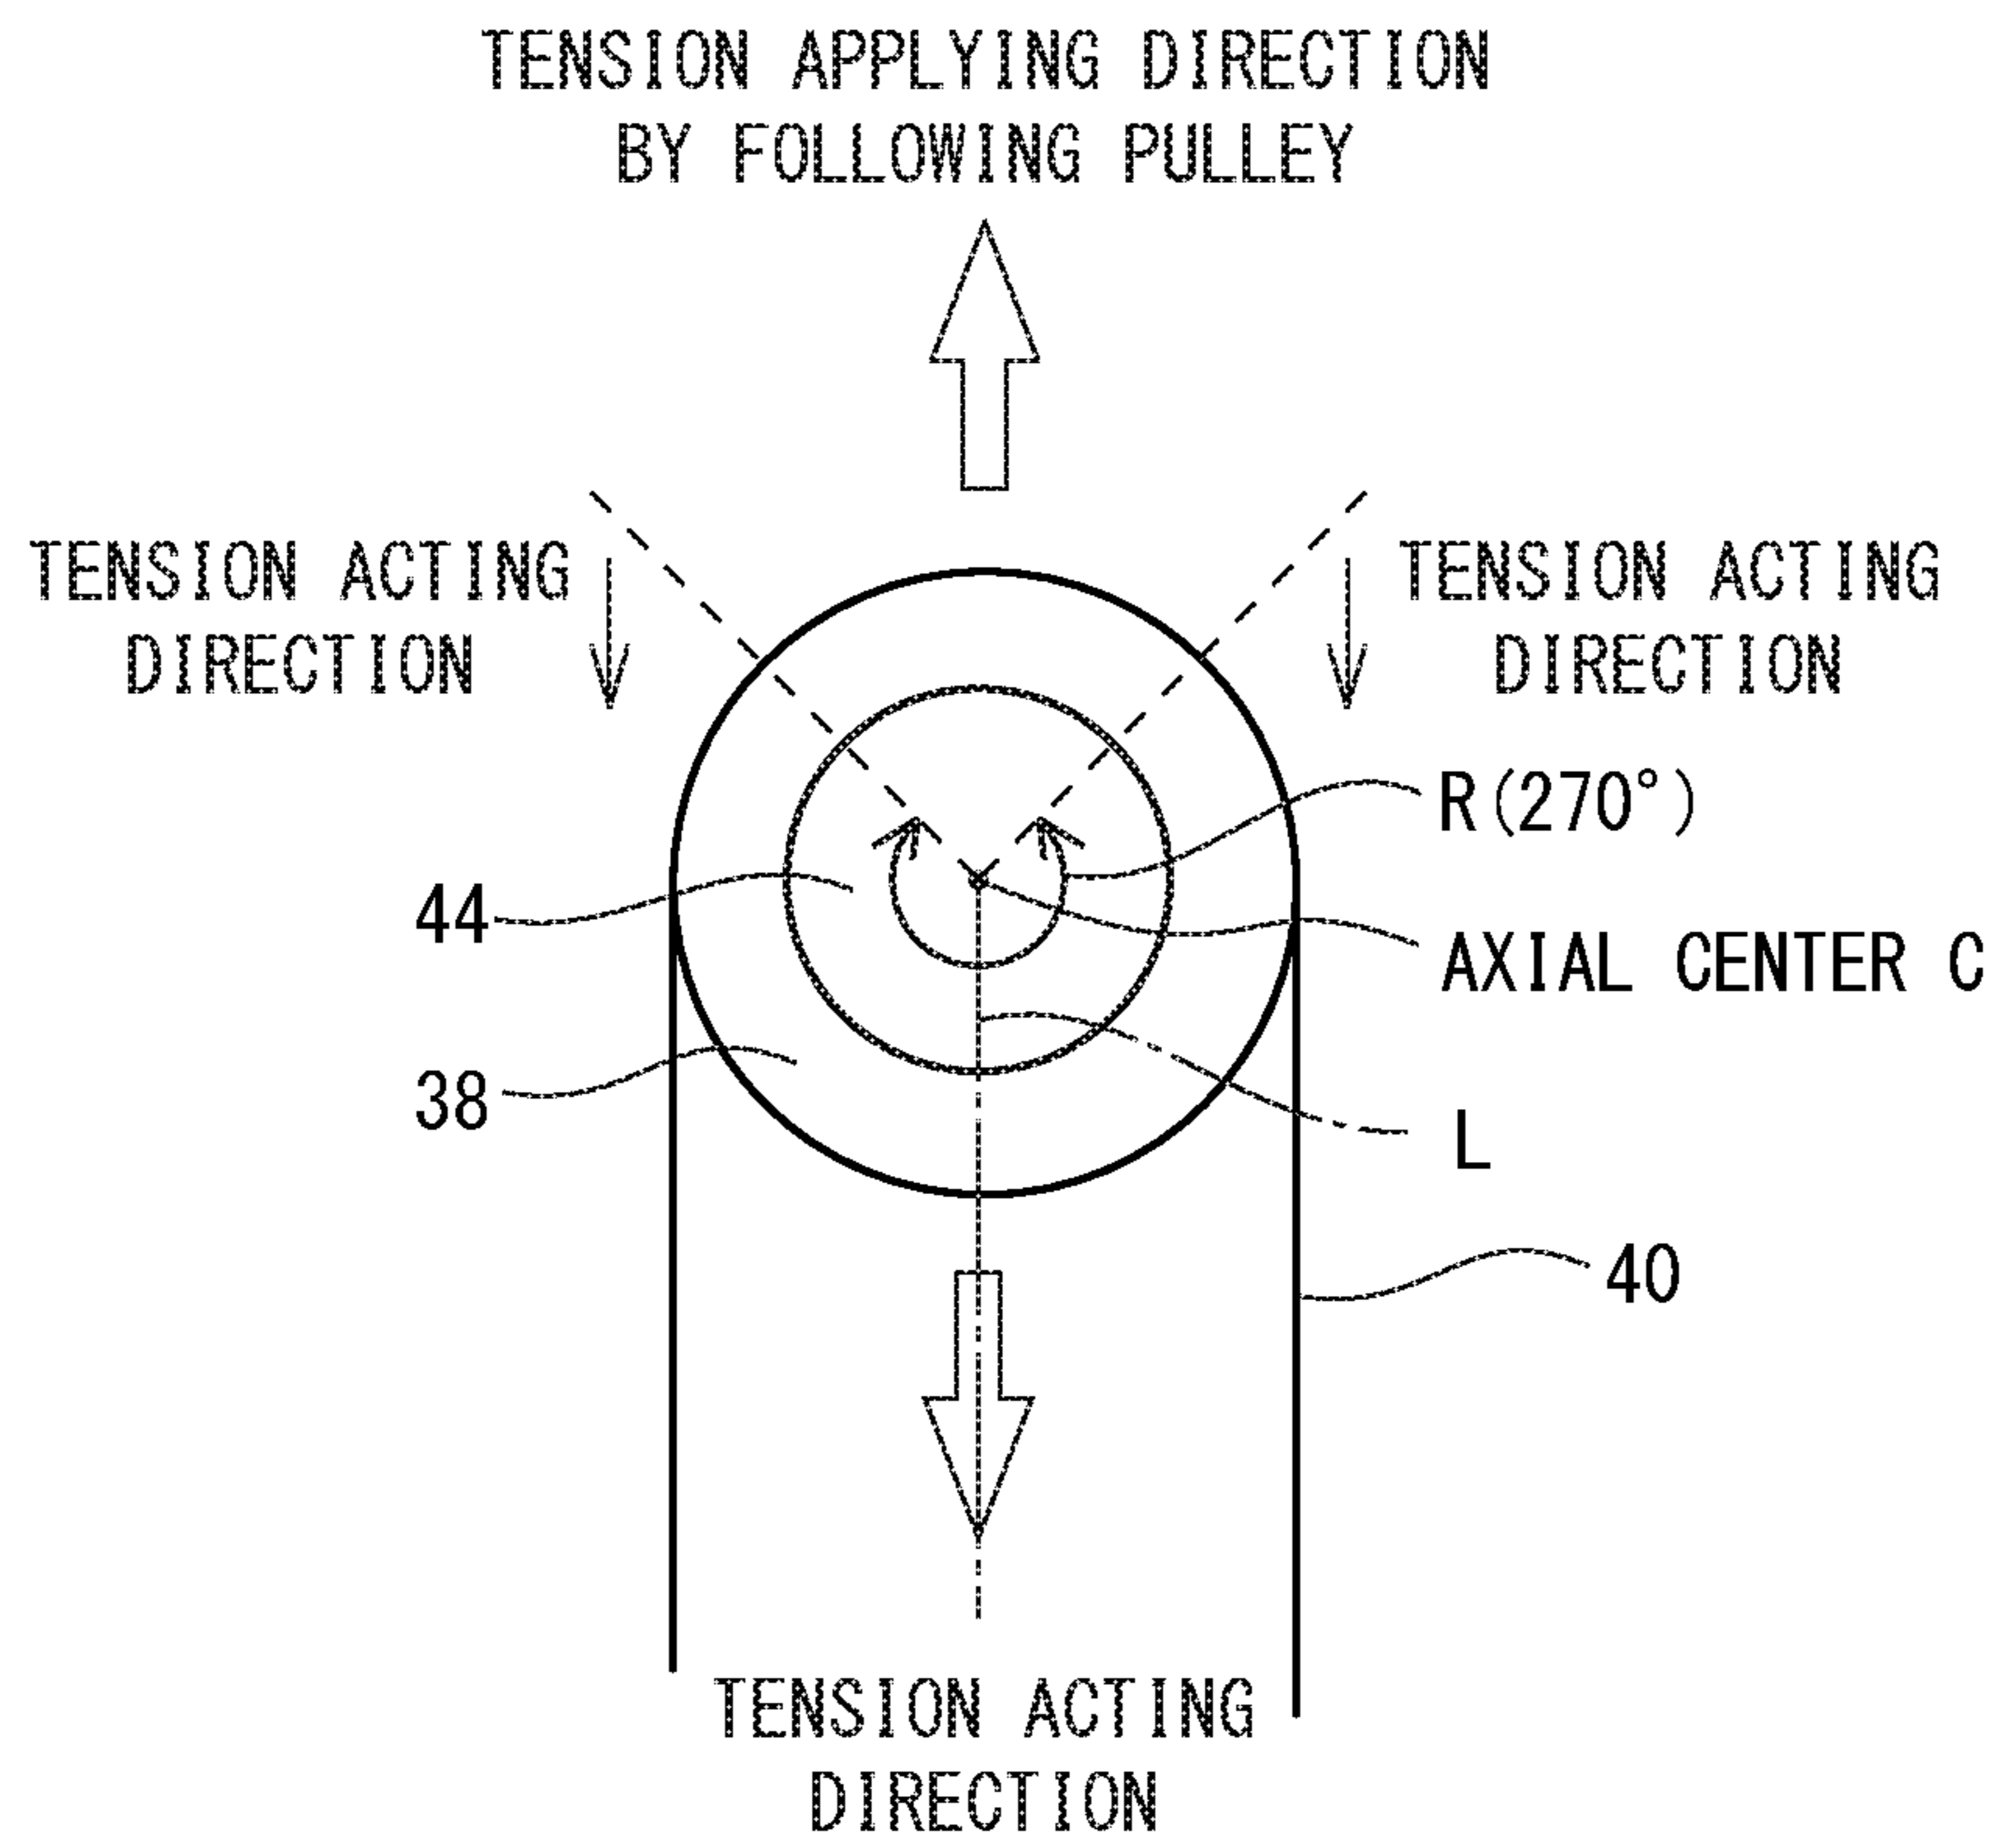 TENSION APPLYING DIRECTION
BY FOLLOWING PULLEY
TENSION ACTING
DIRECTION
TENSION ACTING
DIRECTION
R(270°)
44
AXIAL CENTER C
38
L
40
TENSION ACTING
DIRECTION